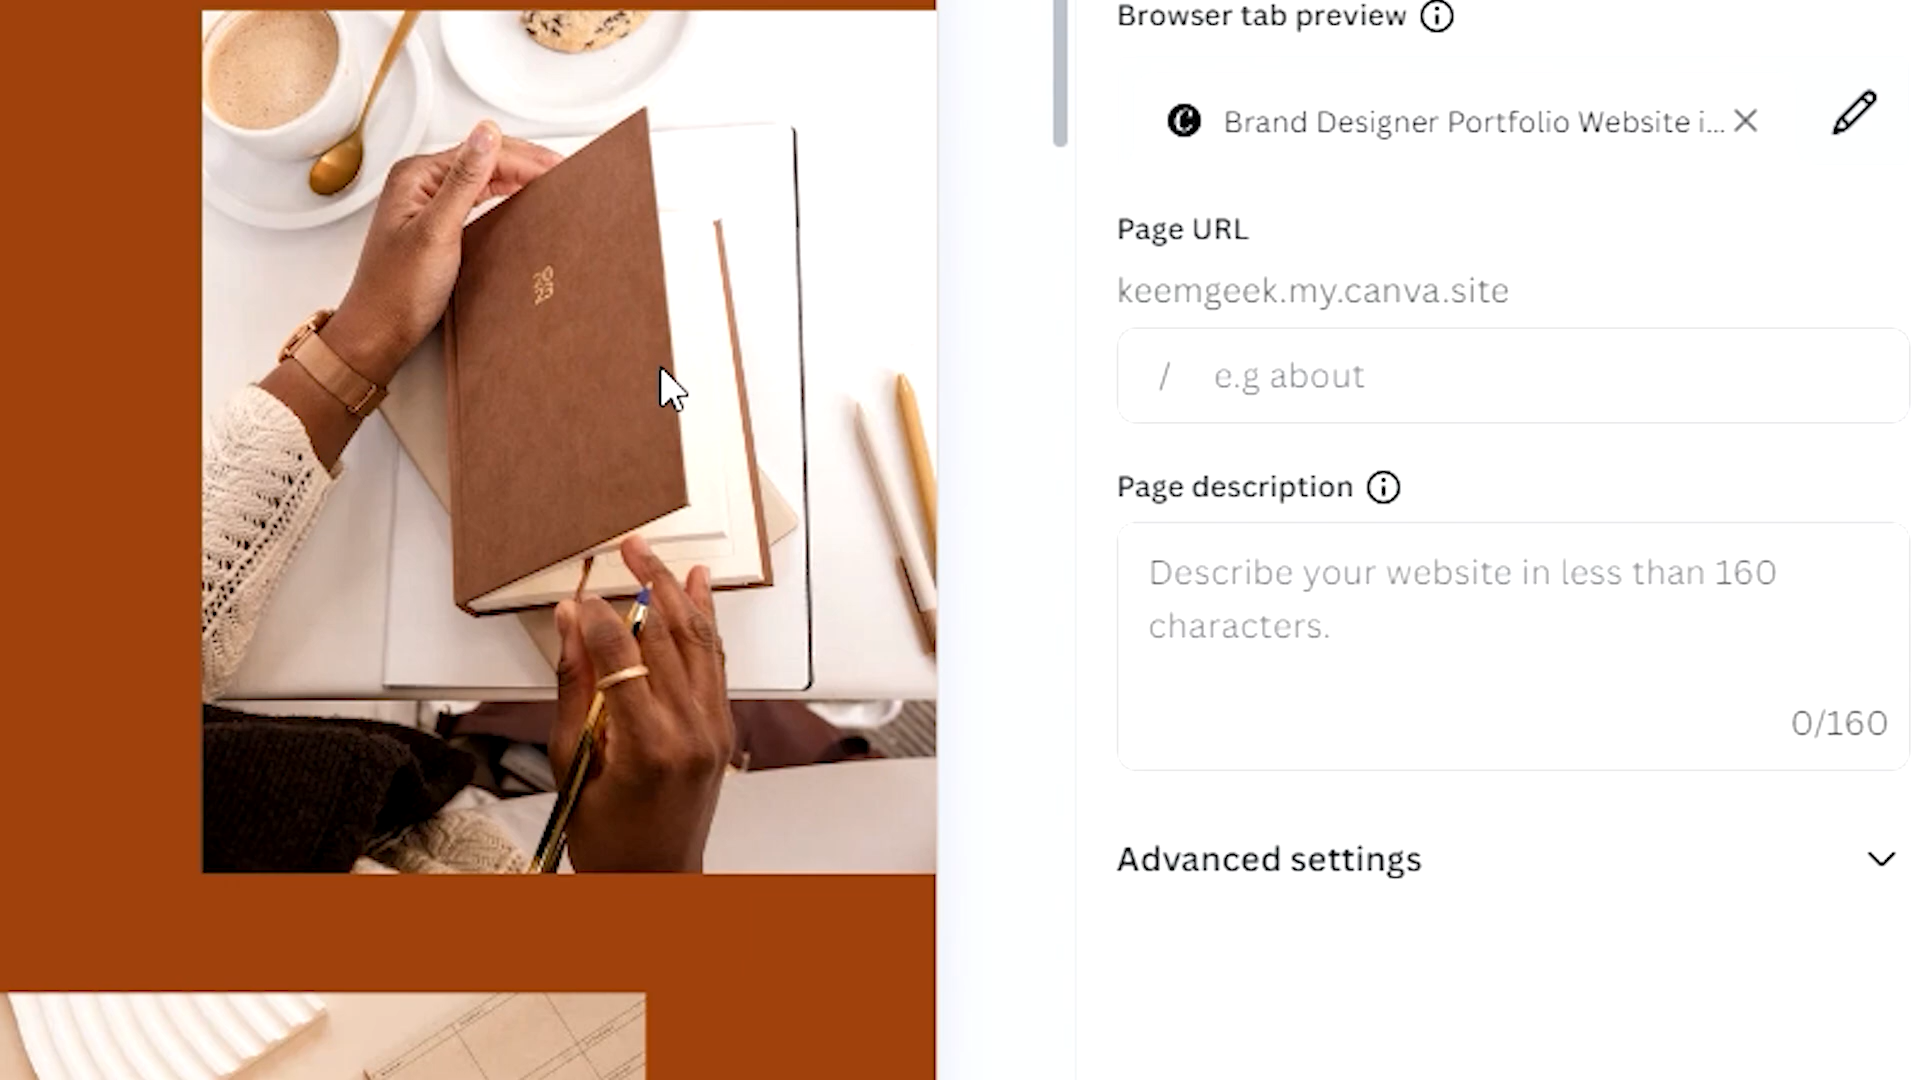 Browser tab preview
Brand Designer Portfolio Website i...
Page URL
keemgeek.my.canva.site
/ e.g about
Page description
Describe your website in less than 160
characters.
0/160
Advanced settings